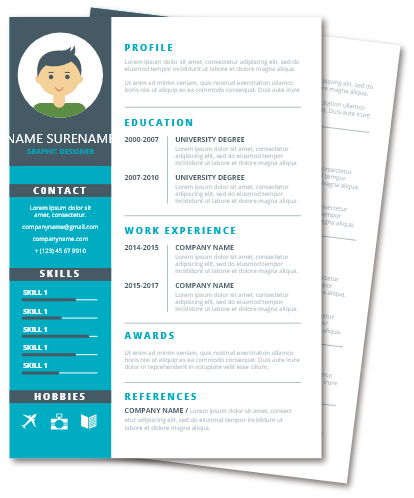 NAME SURENAME
GRAPHIC DESIGNER
CONTACT
Lorem ipsum dolor sit
amet, consectetur.
companyname@gmail.com
companyname.com
+ (123) 45 67 8910
SKILLS
SKILL 1
SKILL 1
SKILL 1
SKILL 1
SKILL 1
HOBBIES
PROFILE
Lorem ipsum dolor sit amet, consectetur adipiscing elit, sed do
eiusmod tempor incididunt ut labore et dolore magna aliqua.
Ut enim ad minim veniam, quis nostrud exercitation ullamco
boris nisi ut labore et dolore magna aliqua. Duis aute irure
EDUCATION
2000-2007
UNIVERSITY DEGREE
Lorem ipsum dolor sit amet, consectetur
adipiscing elit, sed do eiusmod tempor
incididunt ut labore et dolore magna aliqua.
2007-2010
UNIVERSITY DEGREE
Lorem ipsum dolor sit amet, consectetur
adipiscing elit, sed do eiusmod tempor
incididunt ut labore et dolore magna aliqua.
WORK EXPERIENCE
2014-2015
COMPANY NAME
Lorem ipsum dolor sit amet, consectetur
adipiscing elit, sed do eiusmod tempor
incididunt ut labore et dolore magna aliqua.
2015-2017
COMPANY NAME
Lorem ipsum dolor sit amet, consectetur
adipiscing elit, sed do eiusmod tempor
incididunt ut labore et dolore magna aliqua.
AWARDS
Ut enim ad minim veniam, quis nostrud exercitation ullamco
laboris nisi ut aliquip ex ea commodo consequat. Duis aute irure
dolor in reprehenderit in voluptate velit esse cillum.
REFERENCES
COMPANY NAME / Lorem ipsum dolor sit amet, consect
etur adipiscing elit, sed do eiusmod tempor
incididunt ut labore et dolore magna aliqua.